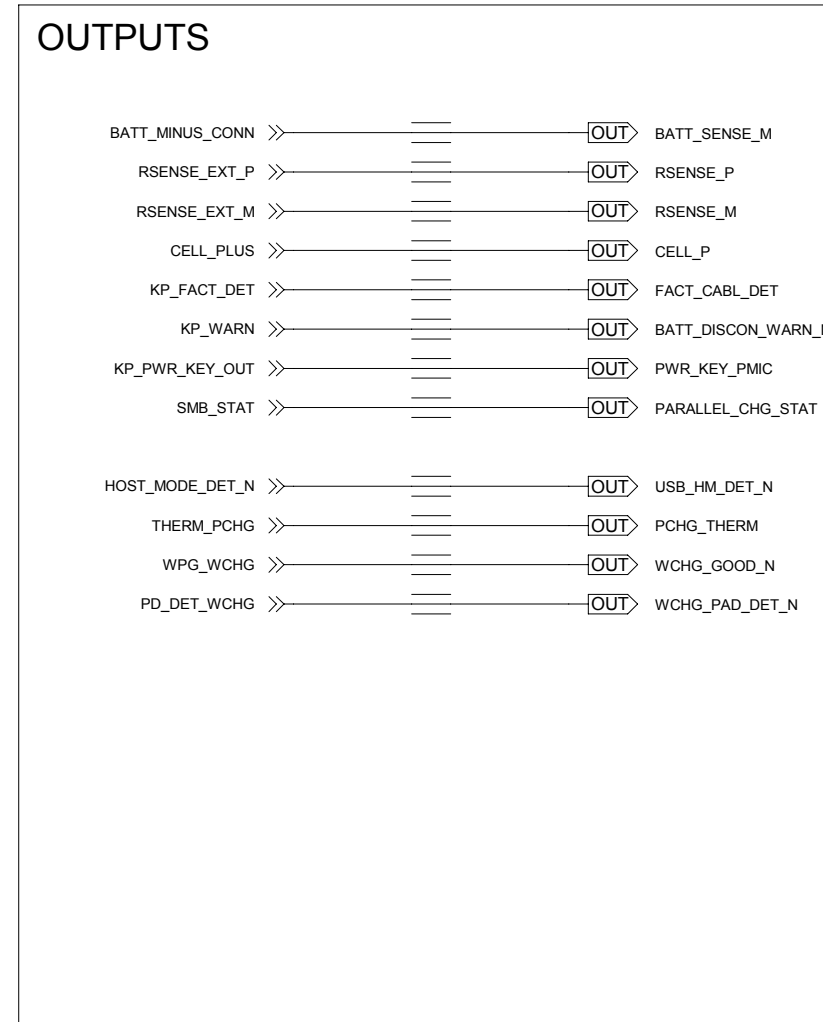 OUTPUTS
BATT_MINUS_CONN OUT BATT_SENSE_M
RSENSE_EXT_P OUT RSENSE_P
RSENSE_EXT_M OUT RSENSE_M
CELL_PLUS OUT CELL_P
KP_FACT_DET OUT FACT_CABL_DET
KP_WARN OUT
KP_PWR_KEY_OUT OUT PWR_KEY_PMIC
SMB_STAT OUT PARALLEL_CHG_STAT
HOST_MODE_DET_N OUT USB_HM_DET_N
THERM_PCHG OUT PCHG_THERM
WPG_WCHG OUT WCHG_GOOD_N
PD_DET_WCHG OUT WCHG_PAD_DET_N